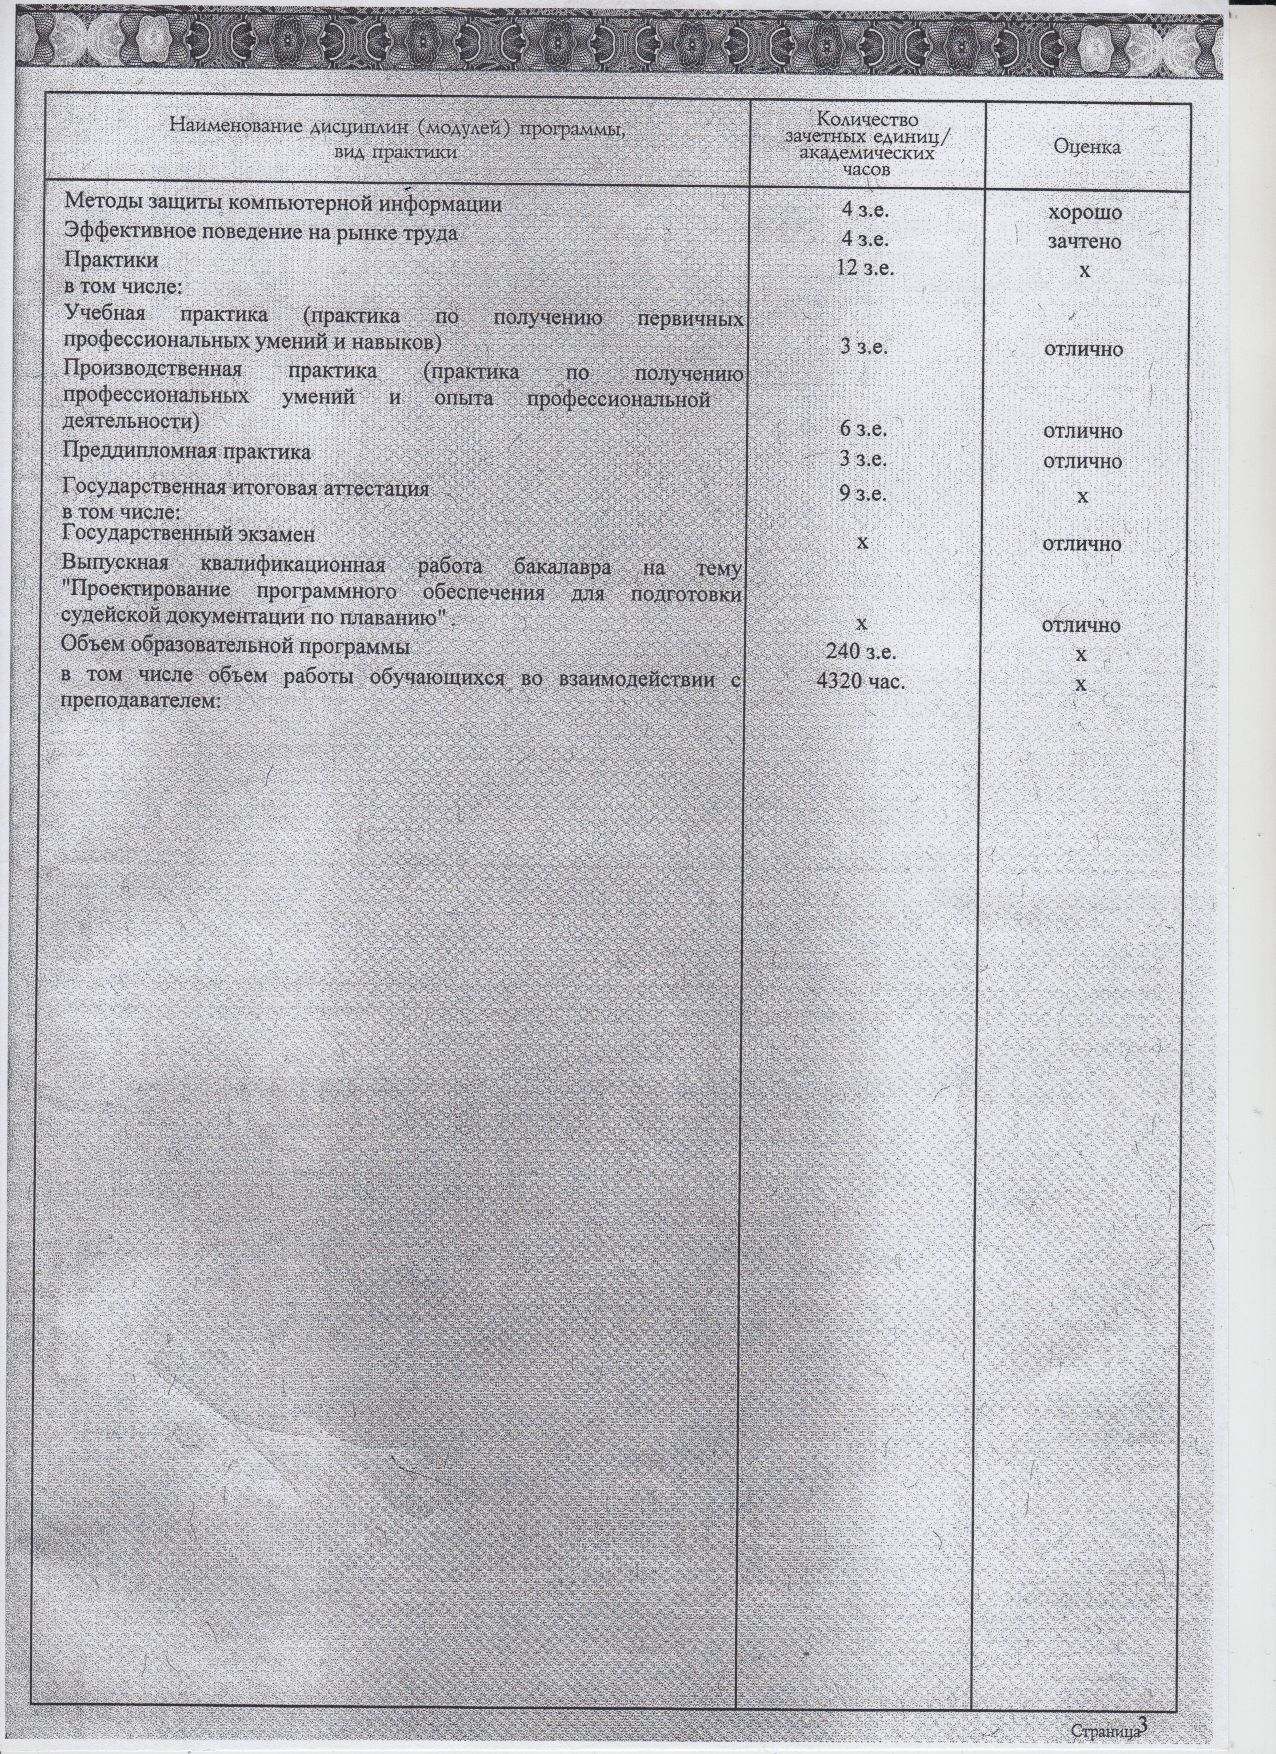 Наименование дисциплин (модулей) программы,
вид практики
Количество
зачетных единиц/
академических
часов
Оценка
Методы защиты компьютерной информации 4 з.е. хорошо
Эффективное поведение на рынке труда 4 з.е. зачтено
Практики 12 з.е. х
в том числе:
Учебная практика (практика по получению первичных
профессиональных умений и навыков) 3 з.е. отлично
Производственная практика (практика по получению
профессиональных умений и опыта профессиональной
деятельности) 6 з.е. отлично
Преддипломная практика 3 з.е. отлично
Государственная итоговая аттестация 9 з.е. х
в том числе:
Государственный экзамен х отлично
Выпускная квалификационная работа бакалавра на тему
"Проектирование программного обеспечения для подготовки
судейской документации по плаванию" . х отлично
Объем образовательной программы 240 з.е. х
в том числе объем работы обучающихся во взаимодействии с 4320 час. х
преподавателем:
Страница 3